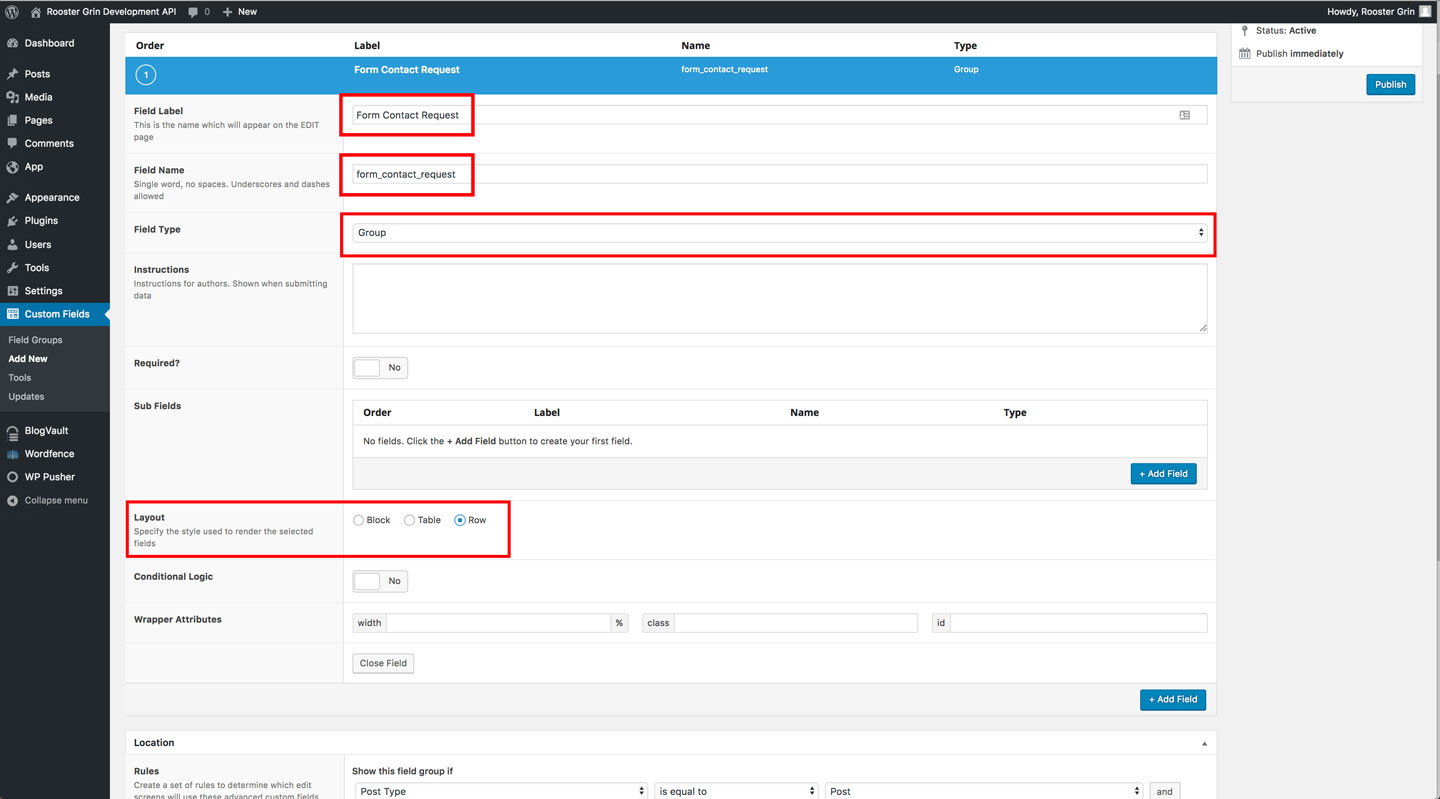 Rooster Grin Development API 0 + New Howdy, Rooster Grin
Dashboard
Posts
Media
Pages
Comments
App
Appearance
Plugins
Users
Tools
Settings
Custom Fields
Field Groups
Add New
Tools
Updates
BlogVault
Wordfence
WP Pusher
Collapse menu
Order Label Name Type
1 Form Contact Request form_contact_request Group
Field Label
This is the name which will appear on the EDIT
page
Form Contact Request
Field Name
Single word, no spaces. Underscores and dashes
allowed
form_contact_request
Field Type
Group
Instructions
Instructions for authors. Shown when submitting
data
Required?
No
Sub Fields
Order Label Name Type
No fields. Click the + Add Field button to create your first field.
+ Add Field
Layout
Specify the style used to render the selected
fields
Block Table Row
Conditional Logic
No
Wrapper Attributes
width % class id
Close Field
+ Add Field
Location
Rules
Create a set of rules to determine which edit
screens will use these advanced custom fields
Show this field group if
Post Type is equal to Post and
Status: Active
Publish immediately
Publish